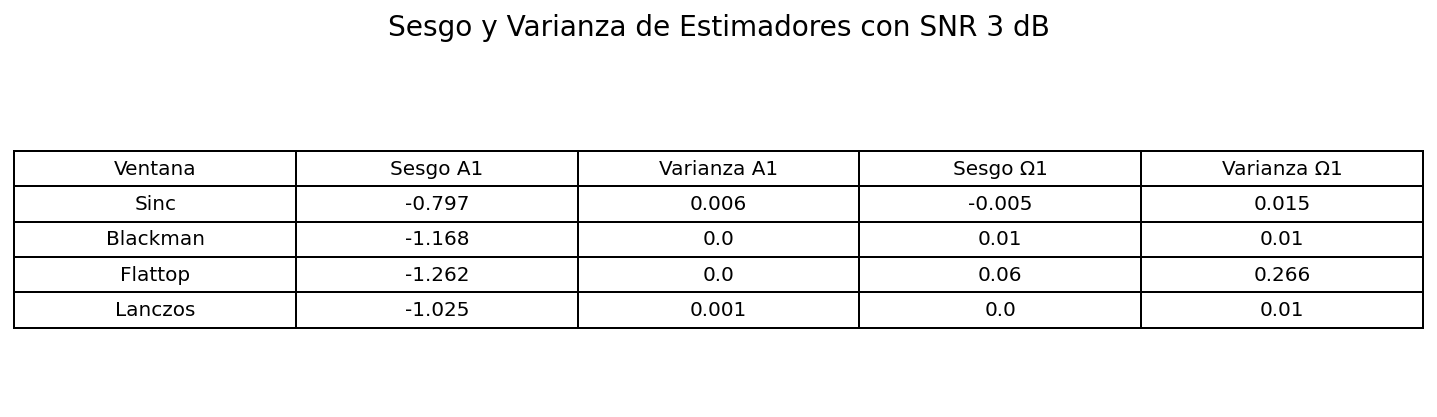 Sesgo y Varianza de Estimadores con SNR 3 dB
Ventana Sesgo A1 Varianza A1 Sesgo Ω1 Varianza Ω1
Sinc -0.797 0.006 -0.005 0.015
Blackman -1.168 0.0 0.01 0.01
Flattop -1.262 0.0 0.06 0.266
Lanczos -1.025 0.001 0.0 0.01